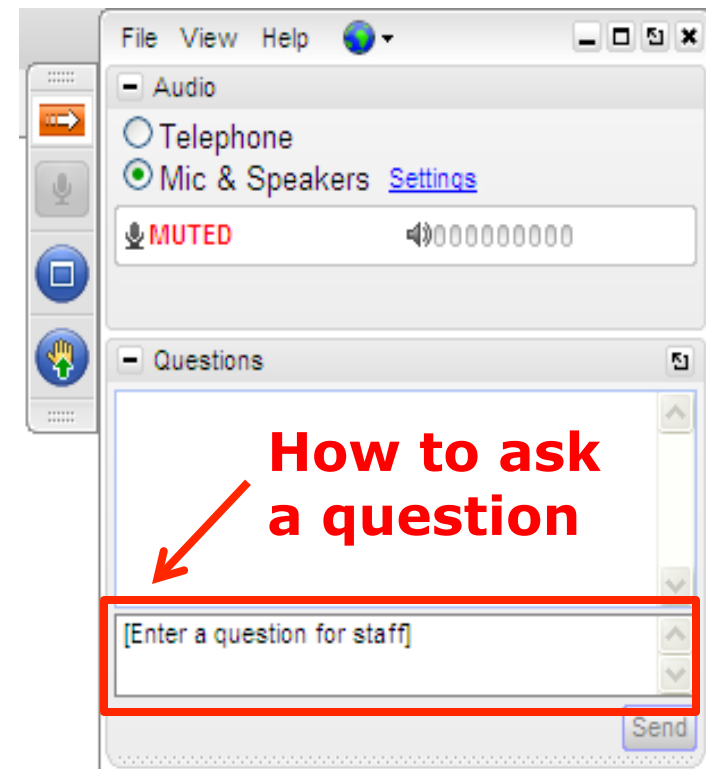 File View Help
Audio
Telephone
Mic & Speakers Settings
MUTED 000000000
Questions
How to ask
a question
[Enter a question for staff]
Send